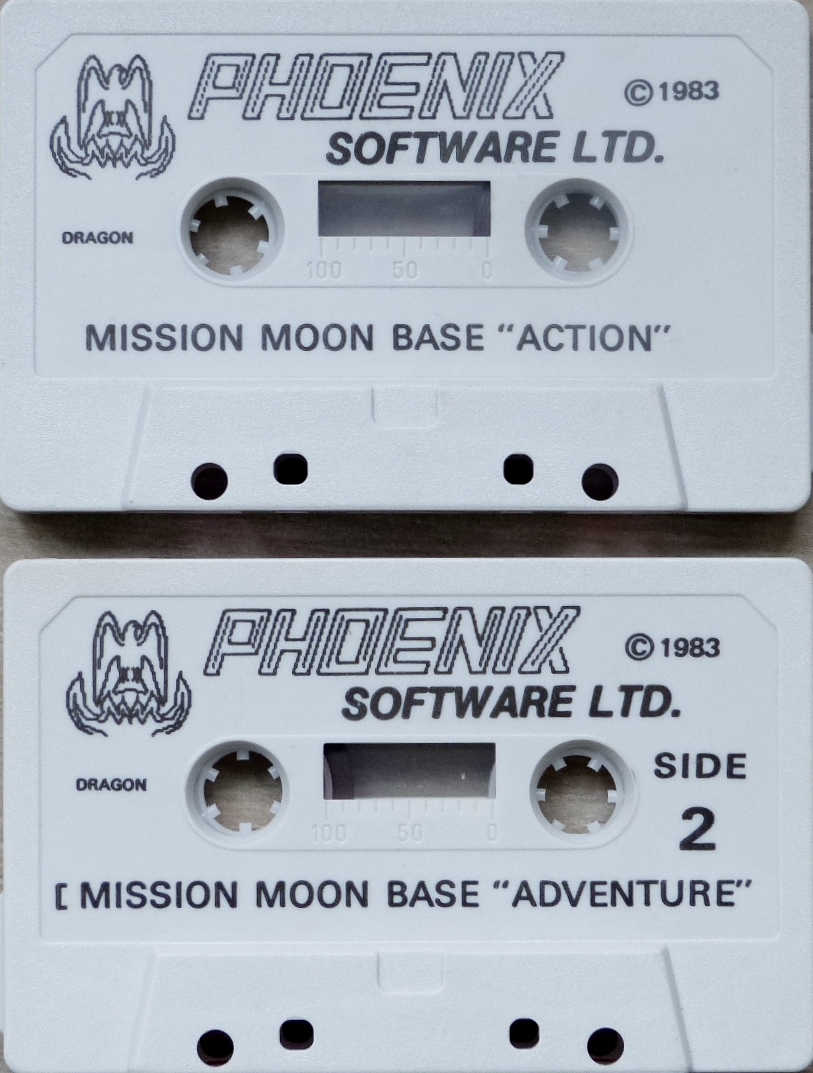 PHOENIX
© 1983
SOFTWARE LTD.
DRAGON
100 50 0
MISSION MOON BASE “ACTION”
PHOENIX
© 1983
SOFTWARE LTD.
DRAGON
SIDE
2
100 50 0
[ MISSION MOON BASE “ADVENTURE”